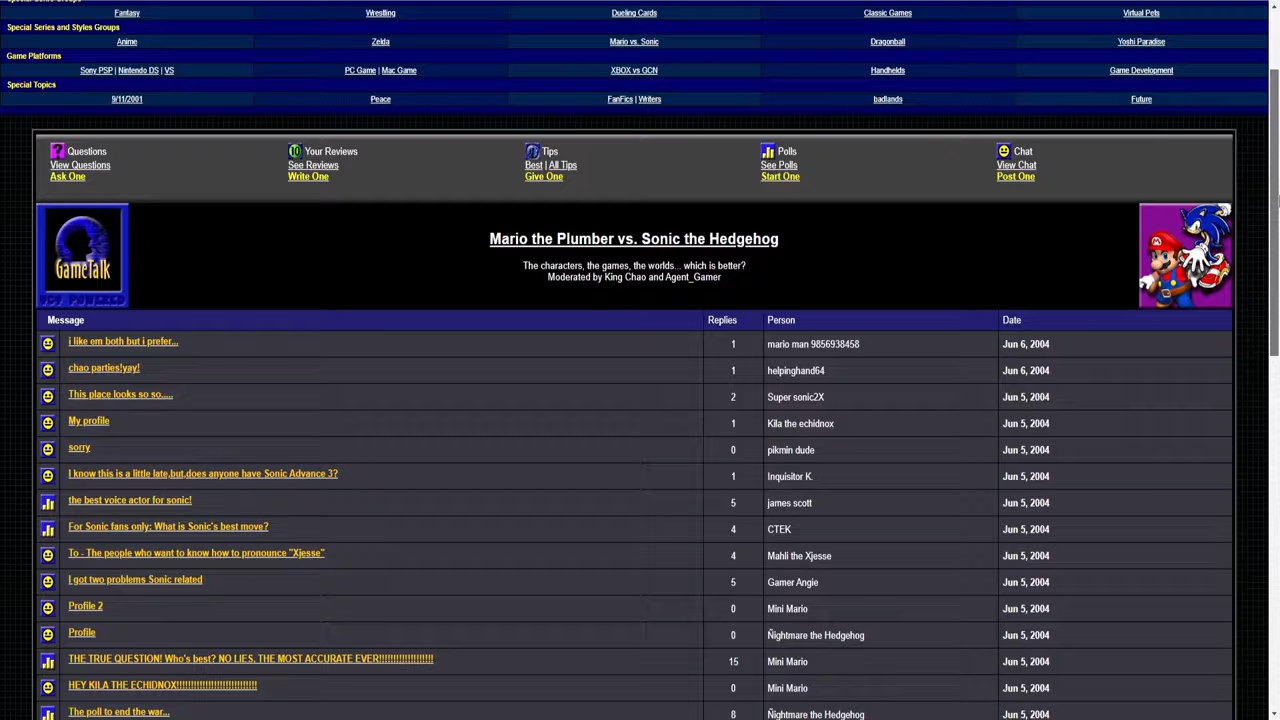 Fantasy Wrestling Dueling Cards Classic Games Virtual Pets
Special Series and Styles Groups
Anime Zelda Mario vs. Sonic Dragonball Yoshi Paradise
Game Platforms
Sony PSP | Nintendo DS | VS PC Game | Mac Game XBOX vs GCN Handhelds Game Development
Special Topics
9/11/2001 Peace FanFics | Writers badlands Future
Questions Your Reviews Tips Polls Chat
View Questions See Reviews Best | All Tips See Polls View Chat
Ask One Write One Give One Start One Post One
Mario the Plumber vs. Sonic the Hedgehog
GameTalk
The characters, the games, the worlds... which is better?
Moderated by King Chao and Agent_Gamer
Message Replies Person Date
i like em both but i prefer... 1 mario man 9856938458 Jun 6, 2004
chao parties!yay! 1 helpinghand64 Jun 6, 2004
This place looks so so..... 2 Super sonic2X Jun 5, 2004
My profile 1 Kila the echidnox Jun 5, 2004
sorry 0 pikmin dude Jun 5, 2004
I know this is a little late,but,does anyone have Sonic Advance 3? 1 Inquisitor K. Jun 5, 2004
the best voice actor for sonic! 5 james scott Jun 5, 2004
For Sonic fans only: What is Sonic's best move? 4 CTEK Jun 5, 2004
To - The people who want to know how to pronounce "Xjesse" 4 Mahli the Xjesse Jun 5, 2004
I got two problems Sonic related 5 Gamer Angie Jun 5, 2004
Profile 2 0 Mini Mario Jun 5, 2004
Profile 0 Ñightmare the Hedgehog Jun 5, 2004
THE TRUE QUESTION! Who's best? NO LIES, THE MOST ACCURATE EVER!!!!!!!!!!!!!!!!!!! 15 Mini Mario Jun 5, 2004
HEY KILA THE ECHIDNOX!!!!!!!!!!!!!!!!!!!!!!!!!!! 0 Mini Mario Jun 5, 2004
The poll to end the war... 8 Ñightmare the Hedgehog Jun 5, 2004